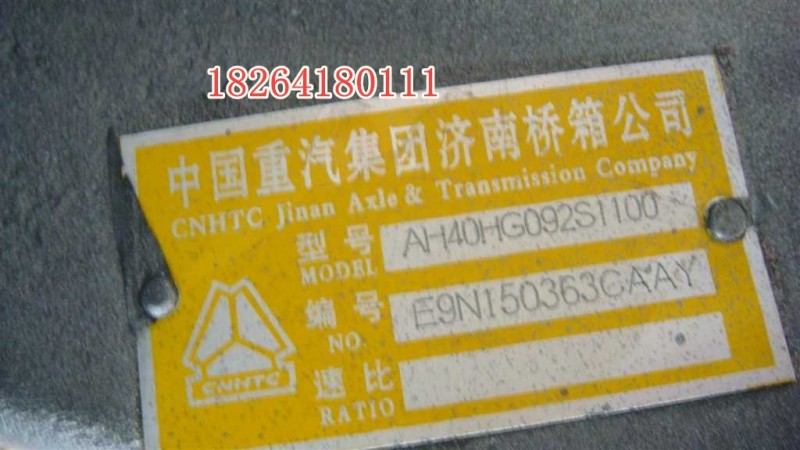 18264180111
中国重汽集团济南桥箱公司
CNHTC Jinan Axle & Transmission Company
型号 AH40HG092S1100
MODEL
编号 E9N150363CAAY
NO.
CNHTC
速比
RATIO